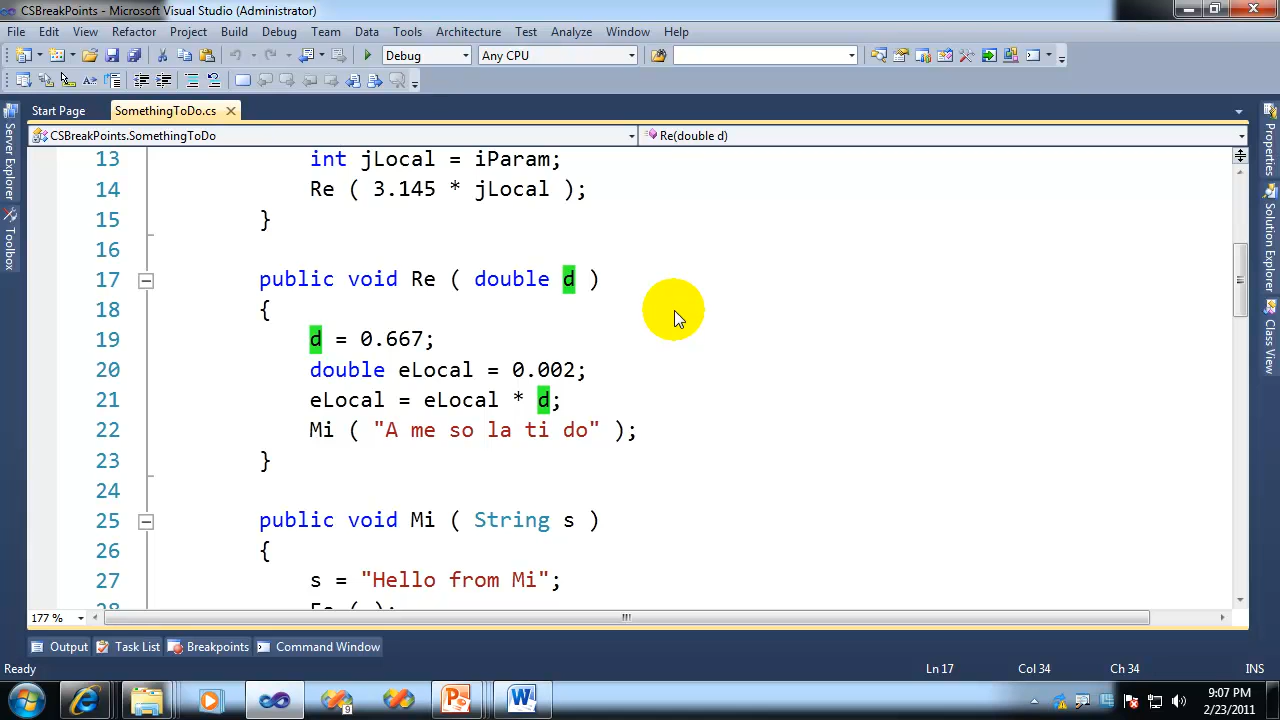 CSBreakPoints - Microsoft Visual Studio (Administrator)
File Edit View Refactor Project Build Debug Team Data Tools Architecture Test Analyze Window Help
Debug Any CPU
Start Page SomethingToDo.cs
CSBreakPoints.SomethingToDo Re(double d)
Server Explorer
Toolbox
Properties
Solution Explorer
Class View
13 int jLocal = iParam;
14 Re ( 3.145 * jLocal );
15 }
16
17 public void Re ( double d )
18 {
19 d = 0.667;
20 double eLocal = 0.002;
21 eLocal = eLocal * d;
22 Mi ( "A me so la ti do" );
23 }
24
25 public void Mi ( String s )
26 {
27 s = "Hello from Mi";
177 %
Output Task List Breakpoints Command Window
Ready Ln 17 Col 34 Ch 34 INS
9
9:07 PM
2/23/2011